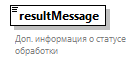 resultMessage
Доп. информация о статусе
обработки